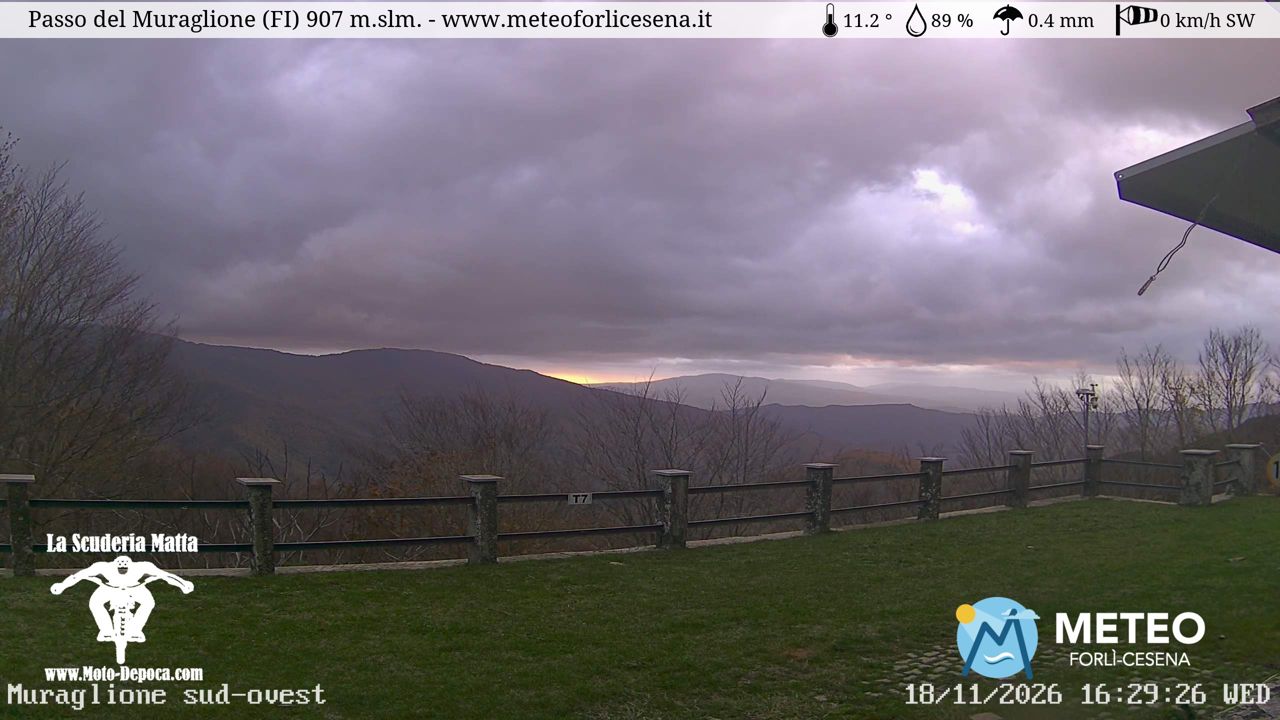 Passo del Muraglione (FI) 907 m.slm. - www.meteoforlicesena.it 11.2 ° 89 % 0.4 mm 0 km/h SW
T7
La Scuderia Matta
www.Moto-Depoca.com
METEO
FORLÌ-CESENA
Muraglione sud-ovest 18/11/2026 16:29:26 WED